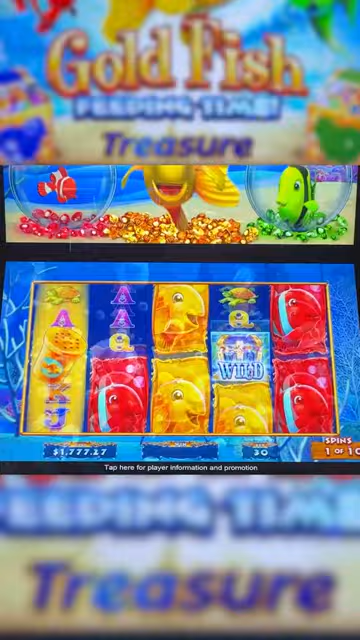 Gold Fish
FEEDING TIME!
Treasure
A
A
A
Q
Q
WILD
$1,777.27
30
SPINS
1 OF 10
Tap here for player information and promotion
FEEDING TIME
Treasure